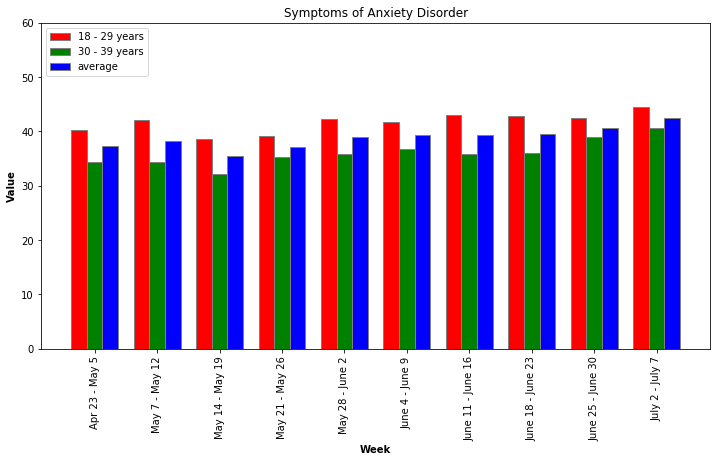 Symptoms of Anxiety Disorder
18 - 29 years
30 - 39 years
average
60
50
40
30
20
10
0
Value
Apr 23 - May 5
May 7 - May 12
May 14 - May 19
May 21 - May 26
May 28 - June 2
June 4 - June 9
June 11 - June 16
June 18 - June 23
June 25 - June 30
July 2 - July 7
Week